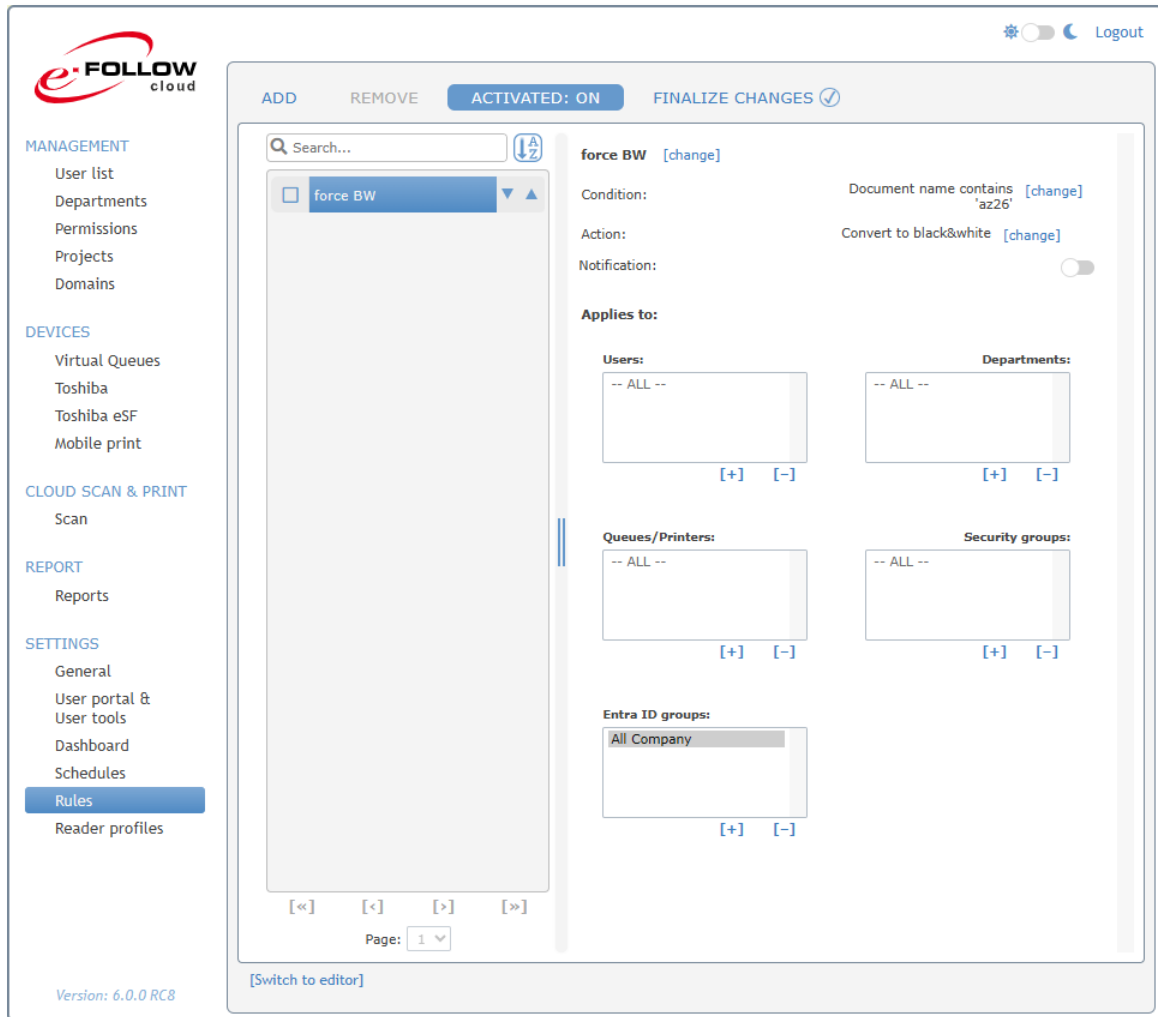 Logout
e-FOLLOW
cloud
ADD REMOVE ACTIVATED: ON FINALIZE CHANGES
MANAGEMENT
User list
Departments
Permissions
Projects
Domains
DEVICES
Virtual Queues
Toshiba
Toshiba eSF
Mobile print
CLOUD SCAN & PRINT
Scan
REPORT
Reports
SETTINGS
General
User portal &
User tools
Dashboard
Schedules
Rules
Reader profiles
Version: 6.0.0 RC8
Search...
A
Z
force BW
[«] [‹] [›] [»]
Page: 1
force BW [change]
Condition: Document name contains [change]
'az26'
Action: Convert to black&white [change]
Notification:
Applies to:
Users: Departments:
-- ALL -- -- ALL --
[+] [−] [+] [−]
Queues/Printers: Security groups:
-- ALL -- -- ALL --
[+] [−] [+] [−]
Entra ID groups:
All Company
[+] [−]
[Switch to editor]